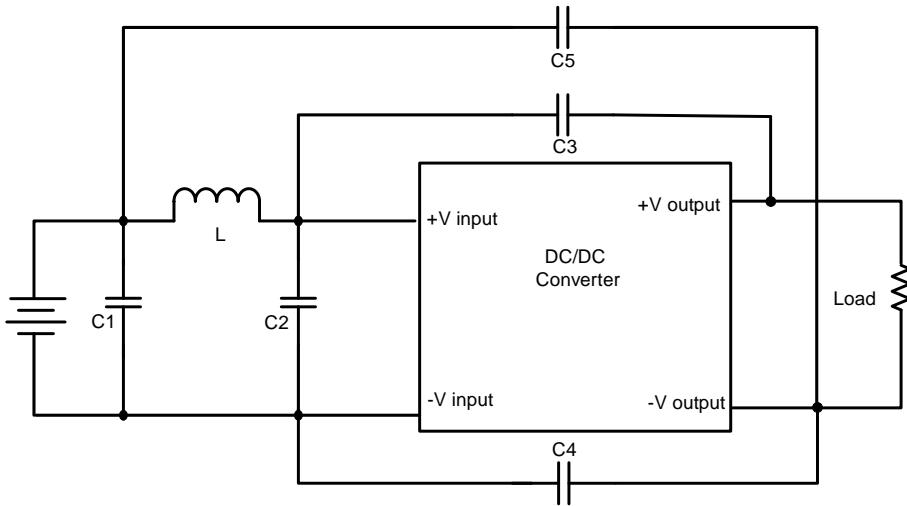 C5
C3
L
+V input
+V output
DC/DC
Converter
C1
C2
Load
-V input
-V output
C4